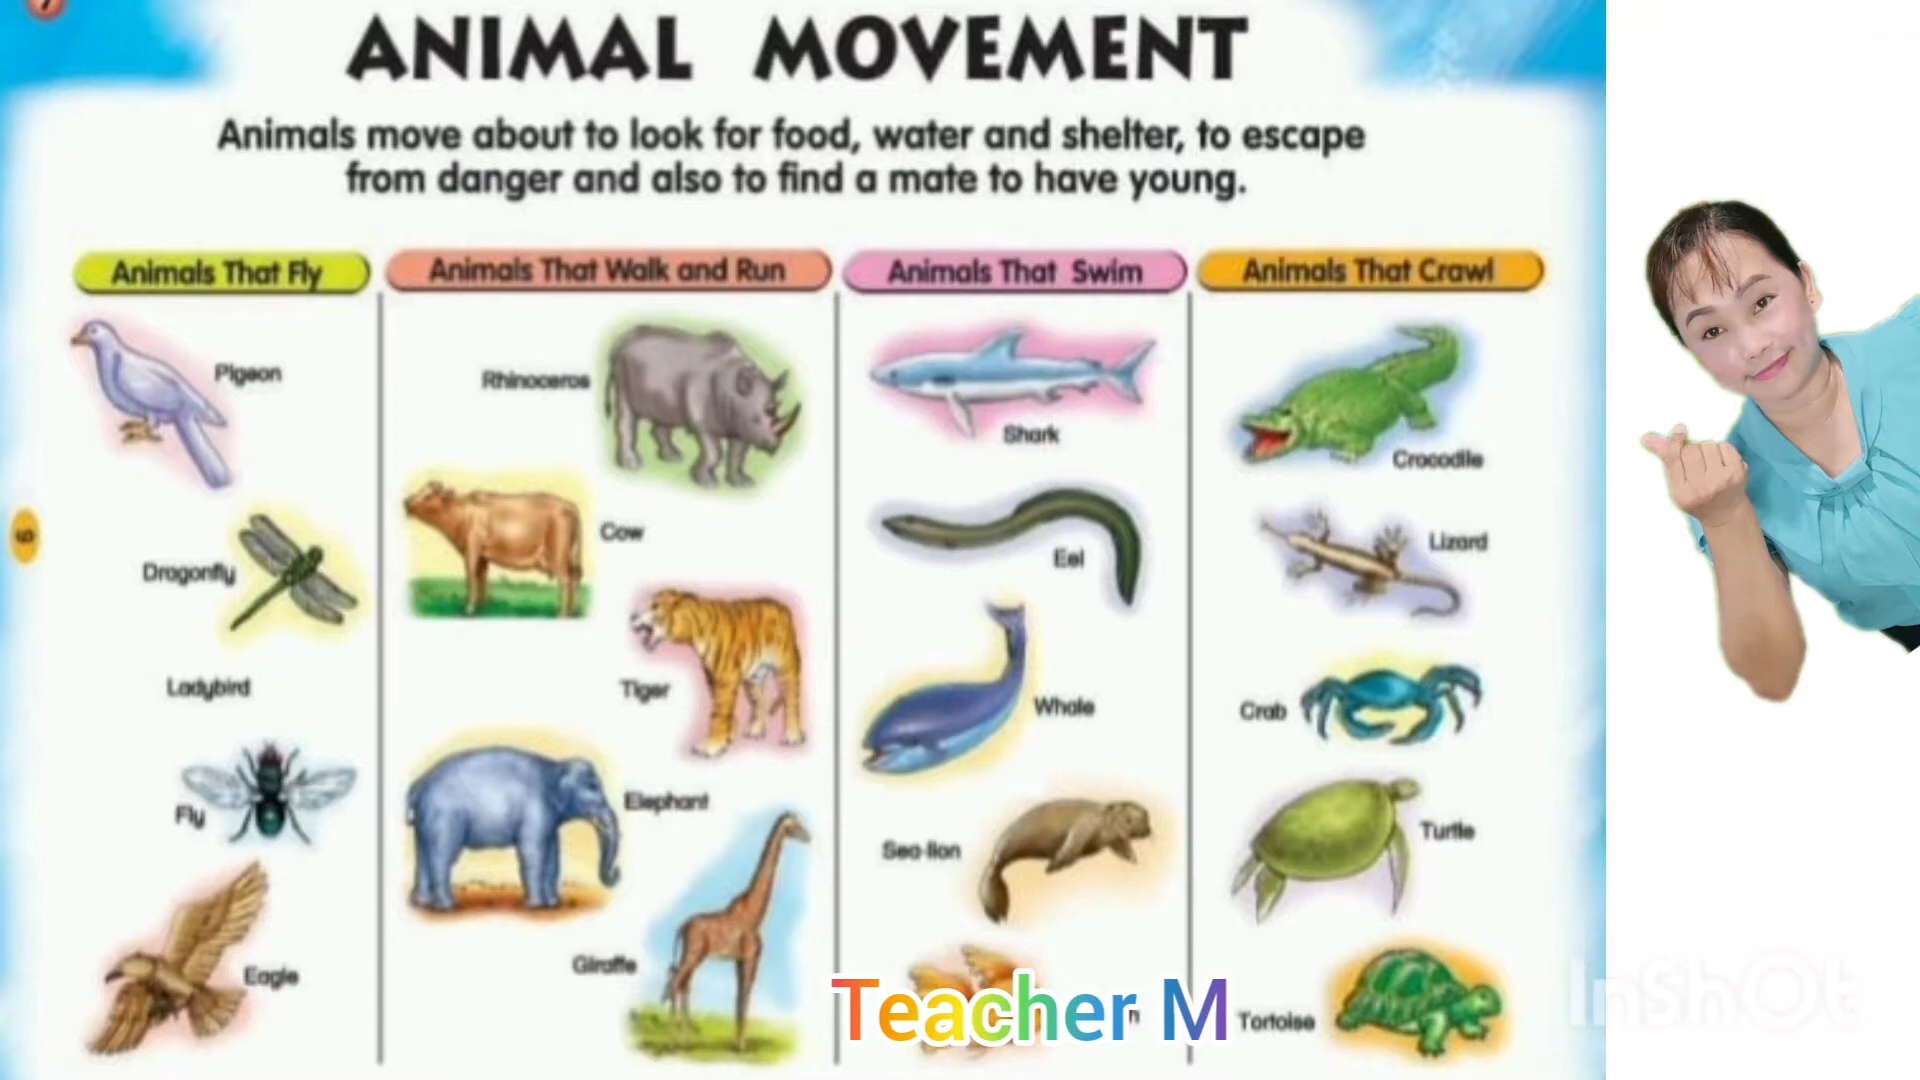 ANIMAL MOVEMENT
Animals move about to look for food, water and shelter, to escape
from danger and also to find a mate to have young.
Animals That Fly
Pigeon
Dragonfly
Ladybird
Fly
Eagle
Animals That Walk and Run
Rhinoceros
Cow
Tiger
Elephant
Giraffe
Animals That Swim
Shark
Eel
Whale
Sea-lion
Animals That Crawl
Crocodile
Lizard
Crab
Turtle
Tortoise
Teacher M
InShOt